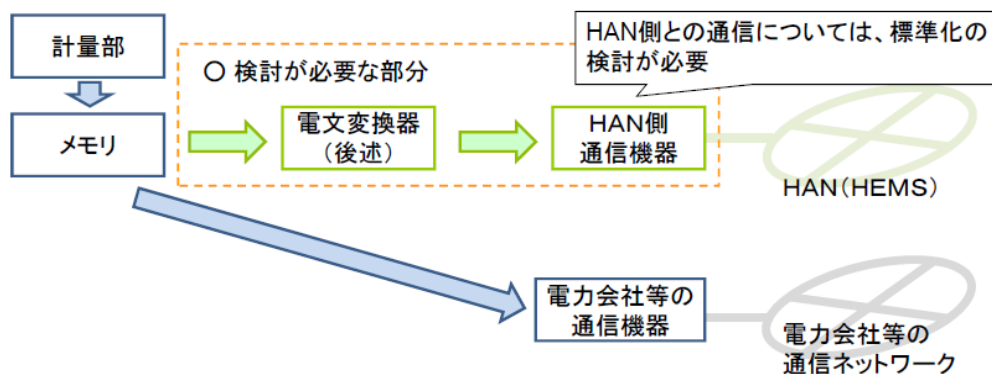 計量部
メモリ
○ 検討が必要な部分
HAN側との通信については、標準化の
検討が必要
電文変換器
(後述)
HAN側
通信機器
HAN(HEMS)
電力会社等の
通信機器
電力会社等の
通信ネットワーク